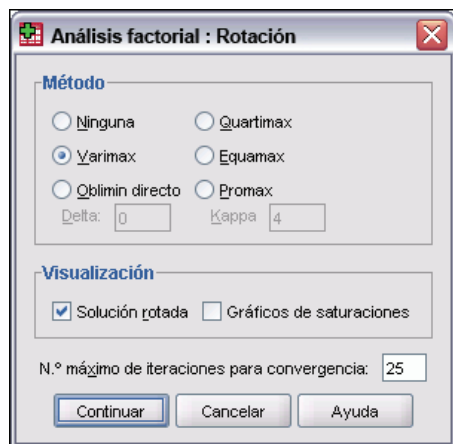 Análisis factorial : Rotación
Método
Ninguna Quartimax
Varimax Equamax
Oblimin directo Promax
Delta: 0 Kappa 4
Visualización
Solución rotada Gráficos de saturaciones
N.º máximo de iteraciones para convergencia: 25
Continuar Cancelar Ayuda